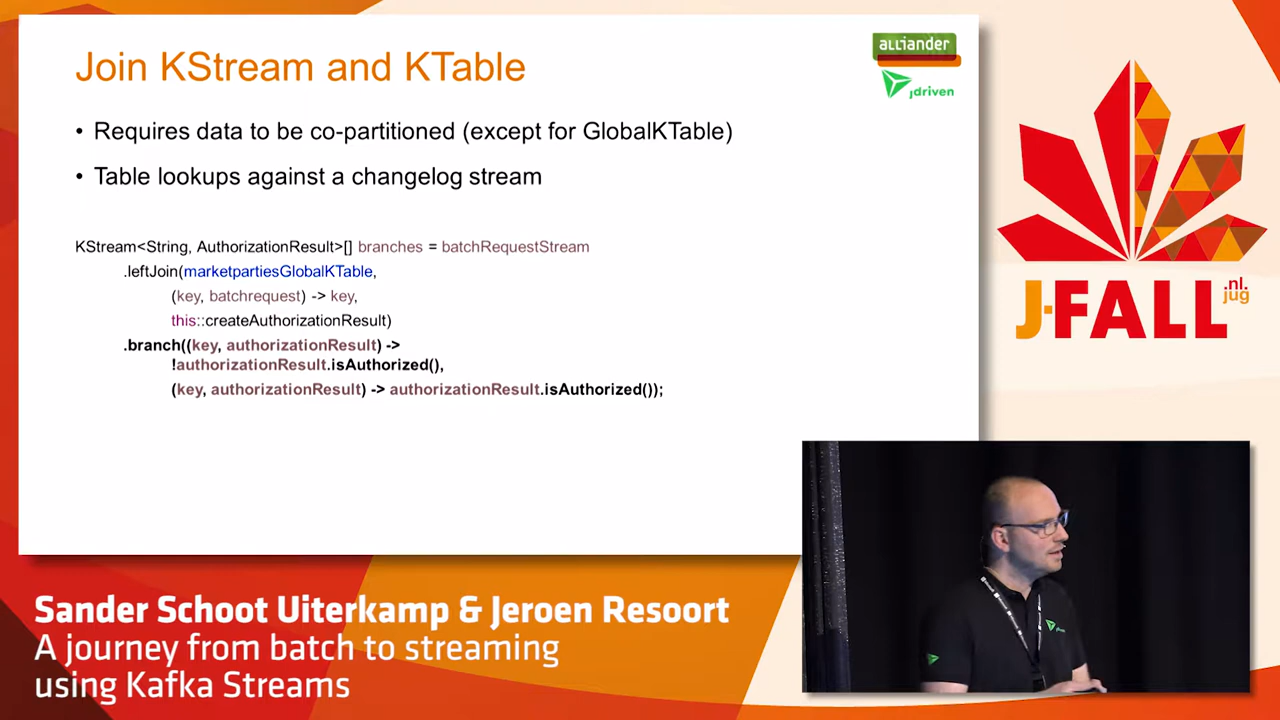 Join KStream and KTable
alliander
jdriven
• Requires data to be co-partitioned (except for GlobalKTable)
• Table lookups against a changelog stream
KStream<String, AuthorizationResult>[] branches = batchRequestStream
.leftJoin(marketpartiesGlobalKTable,
(key, batchrequest) -> key,
this::createAuthorizationResult)
.branch((key, authorizationResult) ->
!authorizationResult.isAuthorized(),
(key, authorizationResult) -> authorizationResult.isAuthorized());
J-FALL
.nl.
jug
Sander Schoot Uiterkamp & Jeroen Resoort
A journey from batch to streaming
using Kafka Streams